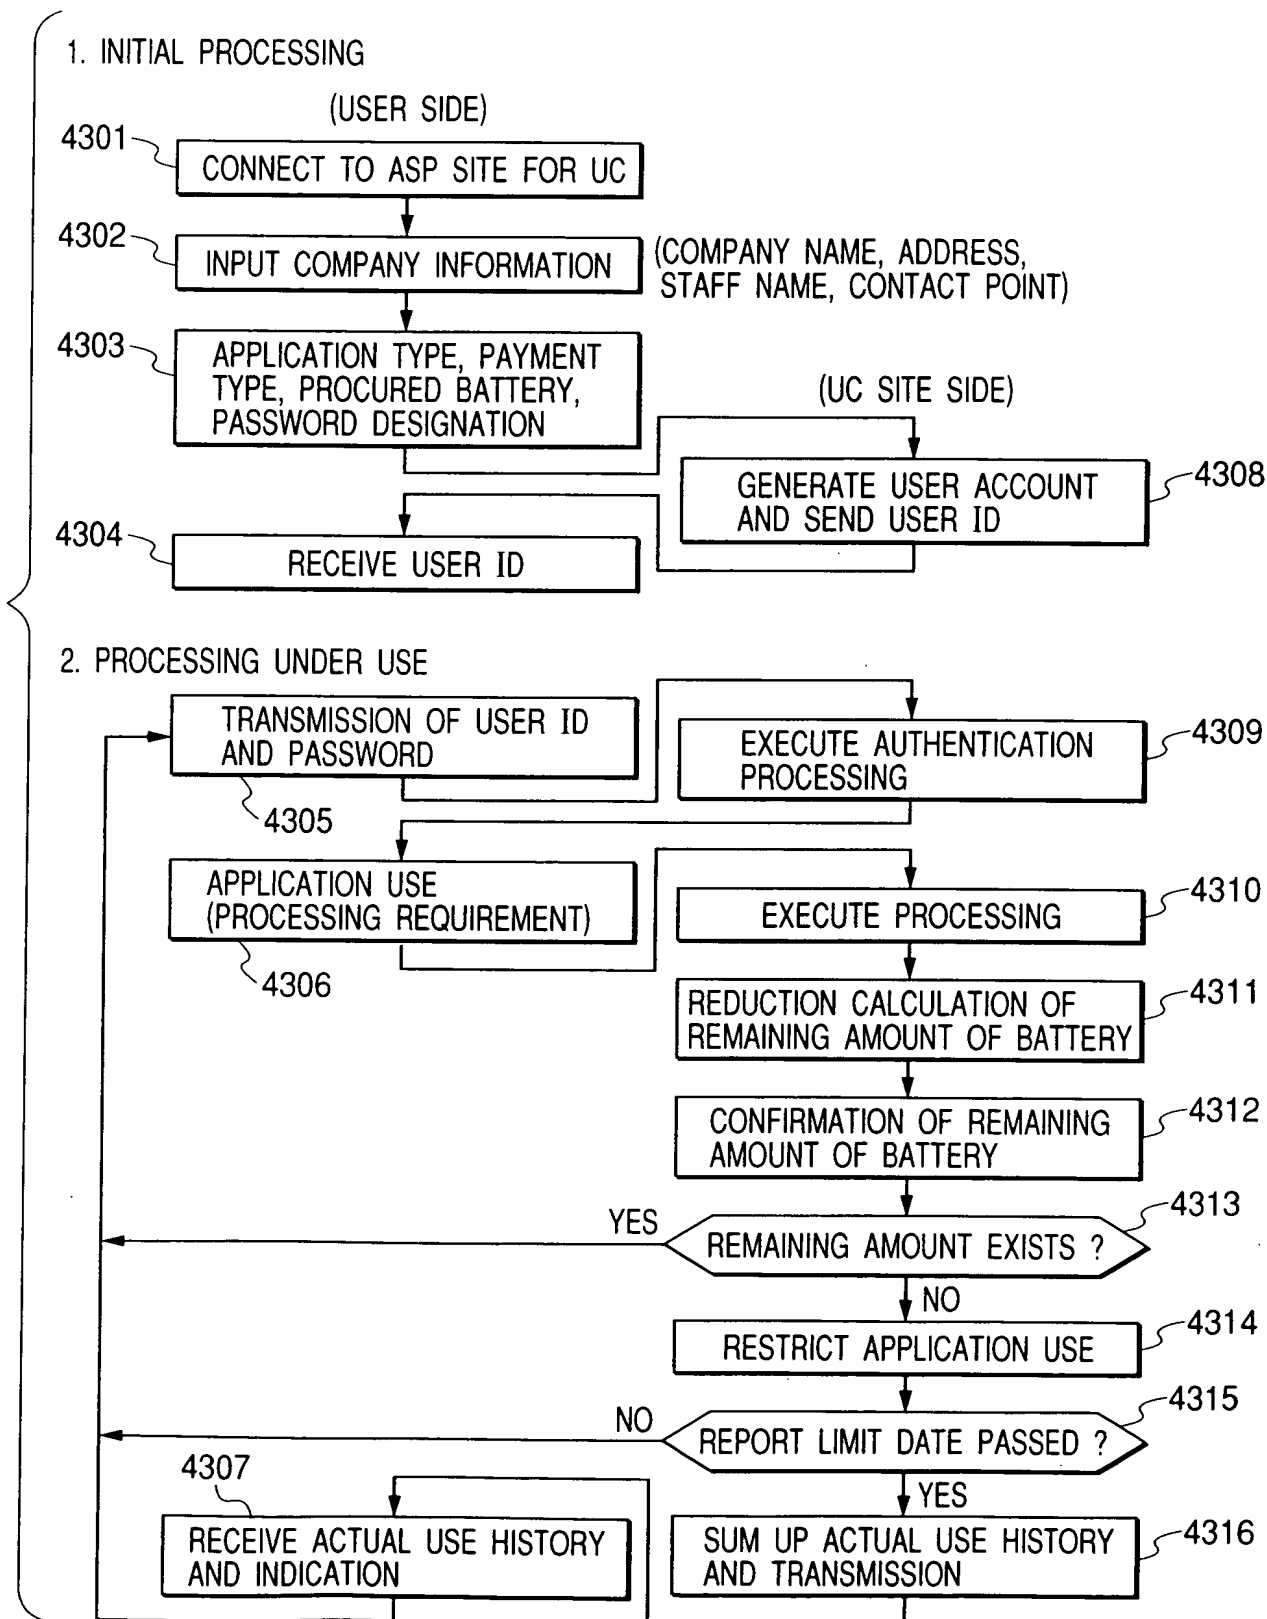 1. INITIAL PROCESSING
(USER SIDE)
4301
CONNECT TO ASP SITE FOR UC
4302
INPUT COMPANY INFORMATION
(COMPANY NAME, ADDRESS,
STAFF NAME, CONTACT POINT)
4303
APPLICATION TYPE, PAYMENT
TYPE, PROCURED BATTERY,
PASSWORD DESIGNATION
(UC SITE SIDE)
GENERATE USER ACCOUNT
AND SEND USER ID
4308
4304
RECEIVE USER ID
2. PROCESSING UNDER USE
TRANSMISSION OF USER ID
AND PASSWORD
4305
EXECUTE AUTHENTICATION
PROCESSING
4309
APPLICATION USE
(PROCESSING REQUIREMENT)
4306
EXECUTE PROCESSING
4310
REDUCTION CALCULATION OF
REMAINING AMOUNT OF BATTERY
4311
CONFIRMATION OF REMAINING
AMOUNT OF BATTERY
4312
YES
REMAINING AMOUNT EXISTS ?
4313
NO
RESTRICT APPLICATION USE
4314
NO
REPORT LIMIT DATE PASSED ?
4315
YES
4307
RECEIVE ACTUAL USE HISTORY
AND INDICATION
SUM UP ACTUAL USE HISTORY
AND TRANSMISSION
4316